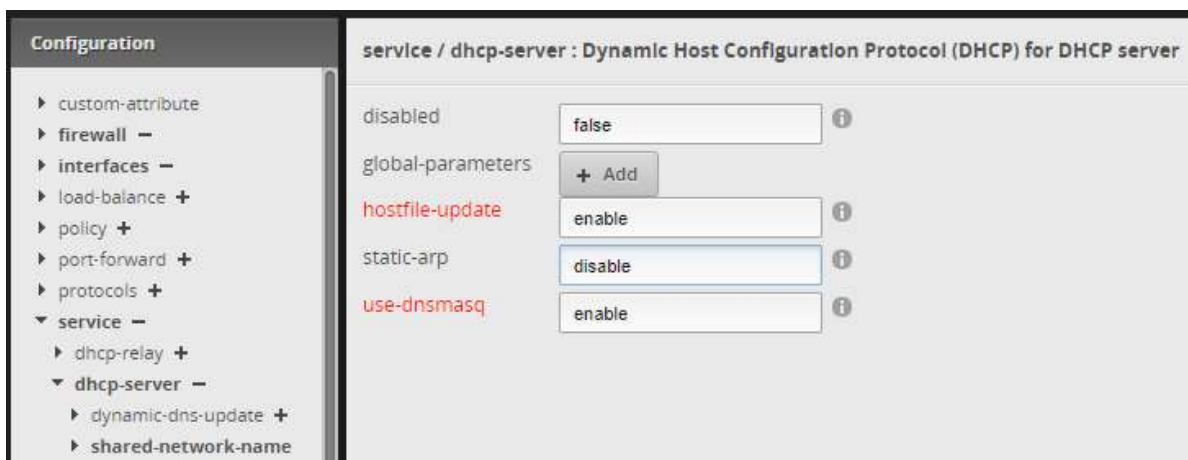 Configuration
custom-attribute
firewall −
interfaces −
load-balance +
policy +
port-forward +
protocols +
service −
dhcp-relay +
dhcp-server −
dynamic-dns-update +
shared-network-name
service / dhcp-server : Dynamic Host Configuration Protocol (DHCP) for DHCP server
disabled false
global-parameters + Add
hostfile-update enable
static-arp disable
use-dnsmasq enable